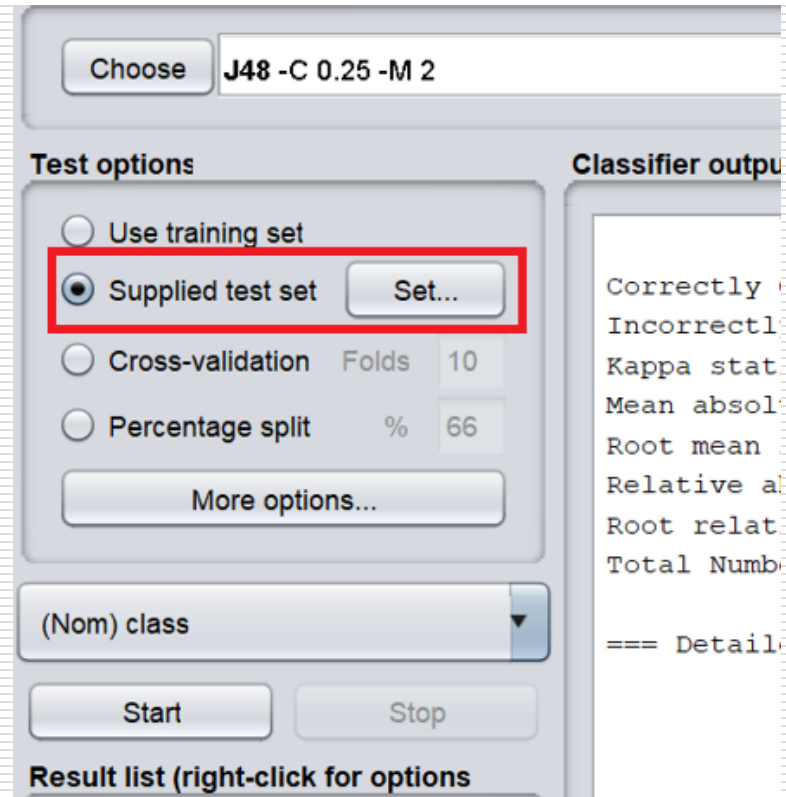 Choose J48 -C 0.25 -M 2
Test options
Use training set
Supplied test set Set...
Cross-validation Folds 10
Percentage split % 66
More options...
(Nom) class
Start Stop
Result list (right-click for options
Classifier outpu
Correctly
Incorrectl
Kappa stat
Mean absol
Root mean
Relative a
Root relat
Total Numb
=== Detail